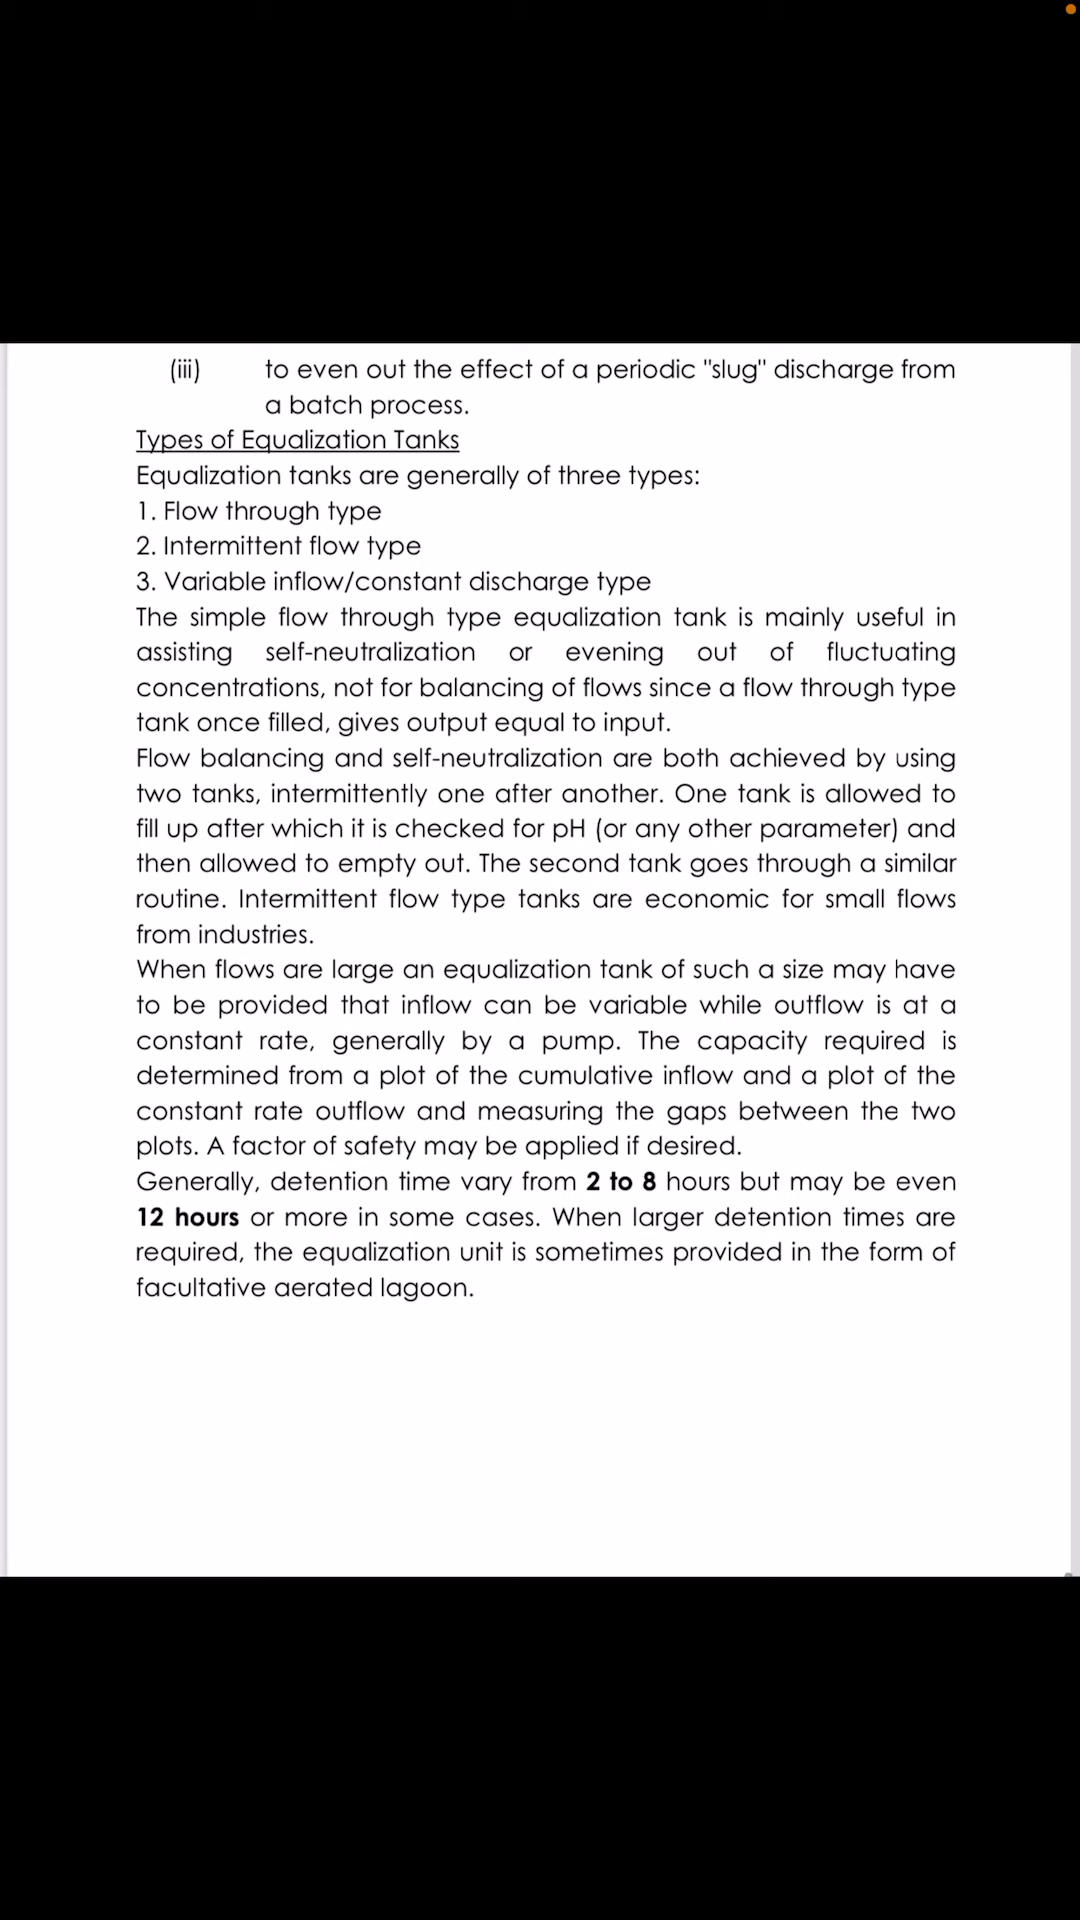 (iii) to even out the effect of a periodic "slug" discharge from
a batch process.
Types of Equalization Tanks
Equalization tanks are generally of three types:
1. Flow through type
2. Intermittent flow type
3. Variable inflow/constant discharge type
The simple flow through type equalization tank is mainly useful in
assisting self-neutralization or evening out of fluctuating
concentrations, not for balancing of flows since a flow through type
tank once filled, gives output equal to input.
Flow balancing and self-neutralization are both achieved by using
two tanks, intermittently one after another. One tank is allowed to
fill up after which it is checked for pH (or any other parameter) and
then allowed to empty out. The second tank goes through a similar
routine. Intermittent flow type tanks are economic for small flows
from industries.
When flows are large an equalization tank of such a size may have
to be provided that inflow can be variable while outflow is at a
constant rate, generally by a pump. The capacity required is
determined from a plot of the cumulative inflow and a plot of the
constant rate outflow and measuring the gaps between the two
plots. A factor of safety may be applied if desired.
Generally, detention time vary from 2 to 8 hours but may be even
12 hours or more in some cases. When larger detention times are
required, the equalization unit is sometimes provided in the form of
facultative aerated lagoon.